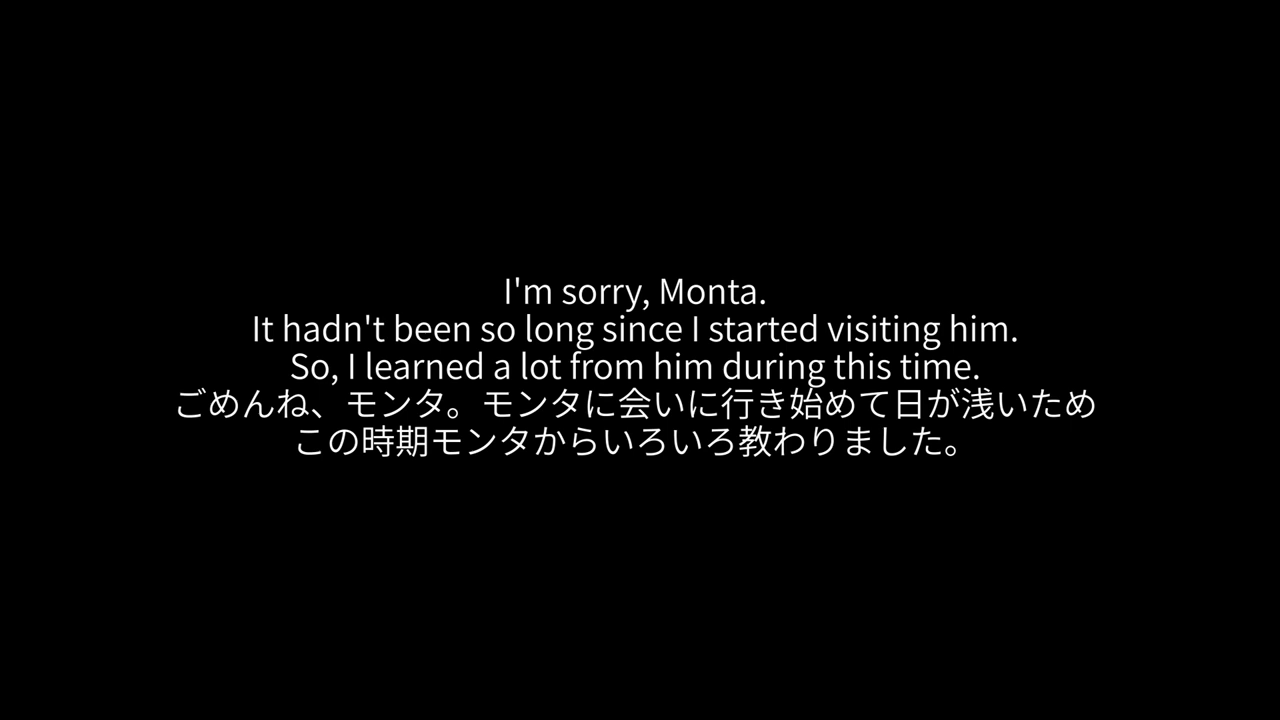 I'm sorry, Monta.
It hadn't been so long since I started visiting him.
So, I learned a lot from him during this time.
ごめんね、モンタ。モンタに会いに行き始めて日が浅いため
この時期モンタからいろいろ教わりました。